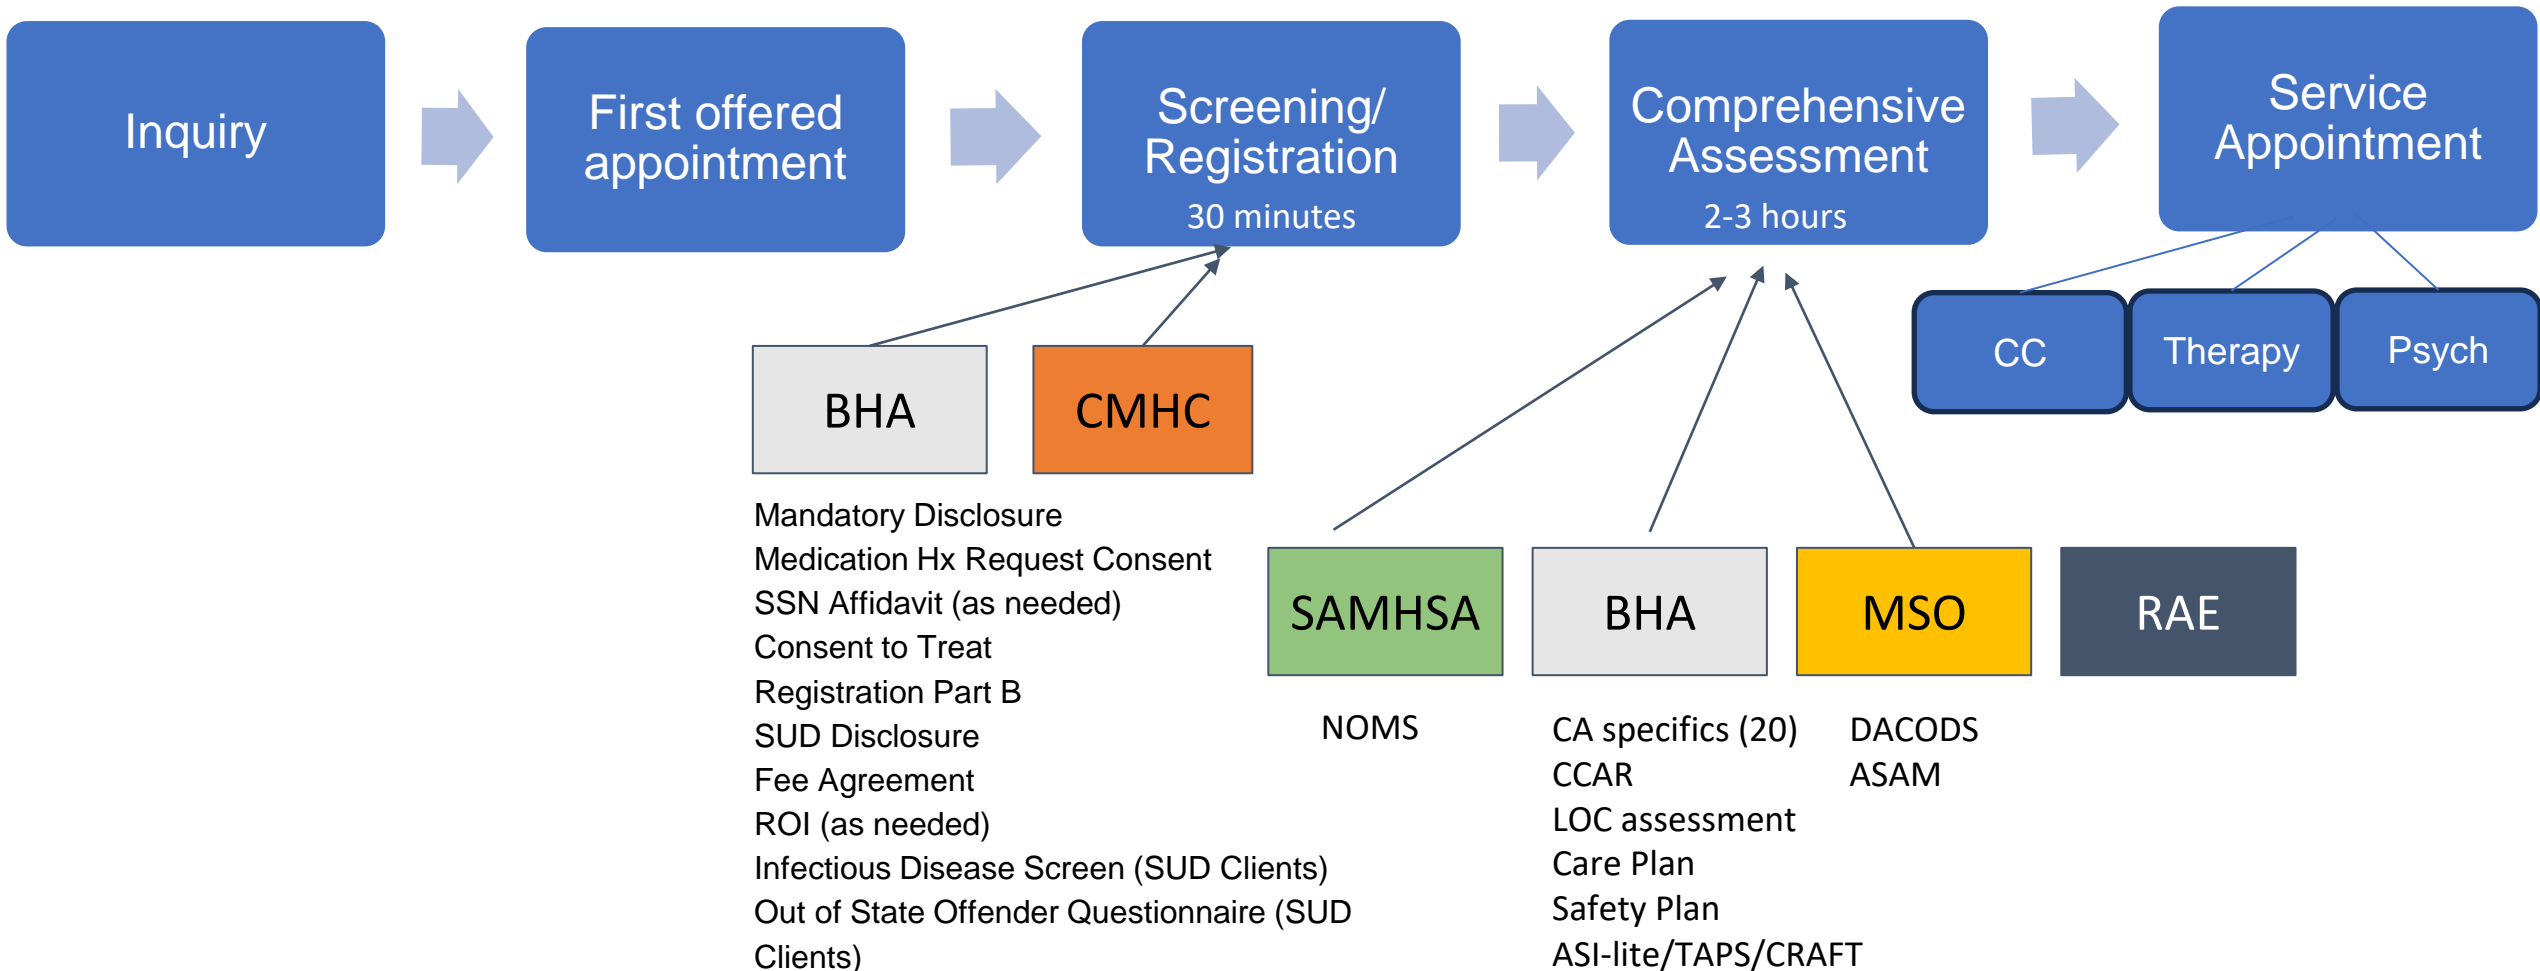 Inquiry
First offered
appointment
Screening/
Registration
30 minutes
Comprehensive
Assessment
2-3 hours
Service
Appointment
CC
Therapy
Psych
BHA
CMHC
Mandatory Disclosure
Medication Hx Request Consent
SSN Affidavit (as needed)
Consent to Treat
Registration Part B
SUD Disclosure
Fee Agreement
ROI (as needed)
Infectious Disease Screen (SUD Clients)
Out of State Offender Questionnaire (SUD
Clients)
SAMHSA
NOMS
BHA
CA specifics (20)
CCAR
LOC assessment
Care Plan
Safety Plan
ASI-lite/TAPS/CRAFT
MSO
DACODS
ASAM
RAE